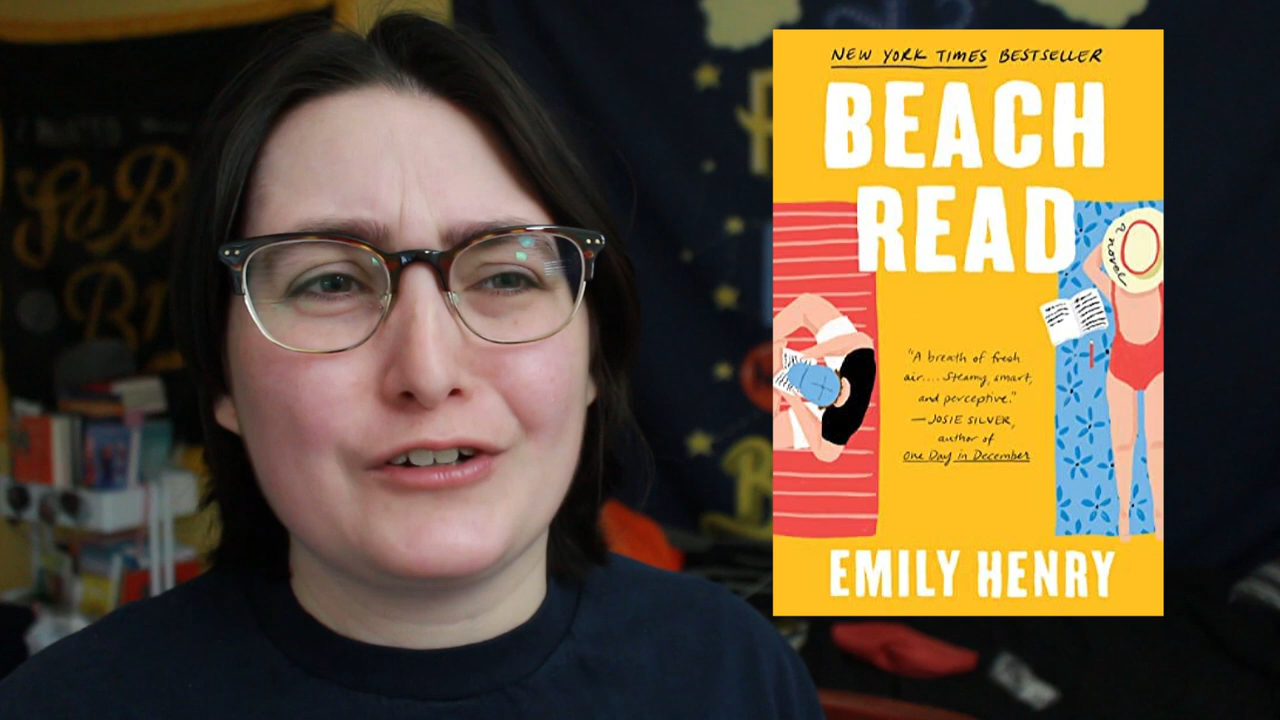 NEW YORK TIMES BESTSELLER
BEACH
READ
a novel
"A breath of fresh
air.... Steamy, smart,
and perceptive."
—JOSIE SILVER,
author of
One Day in December
EMILY HENRY